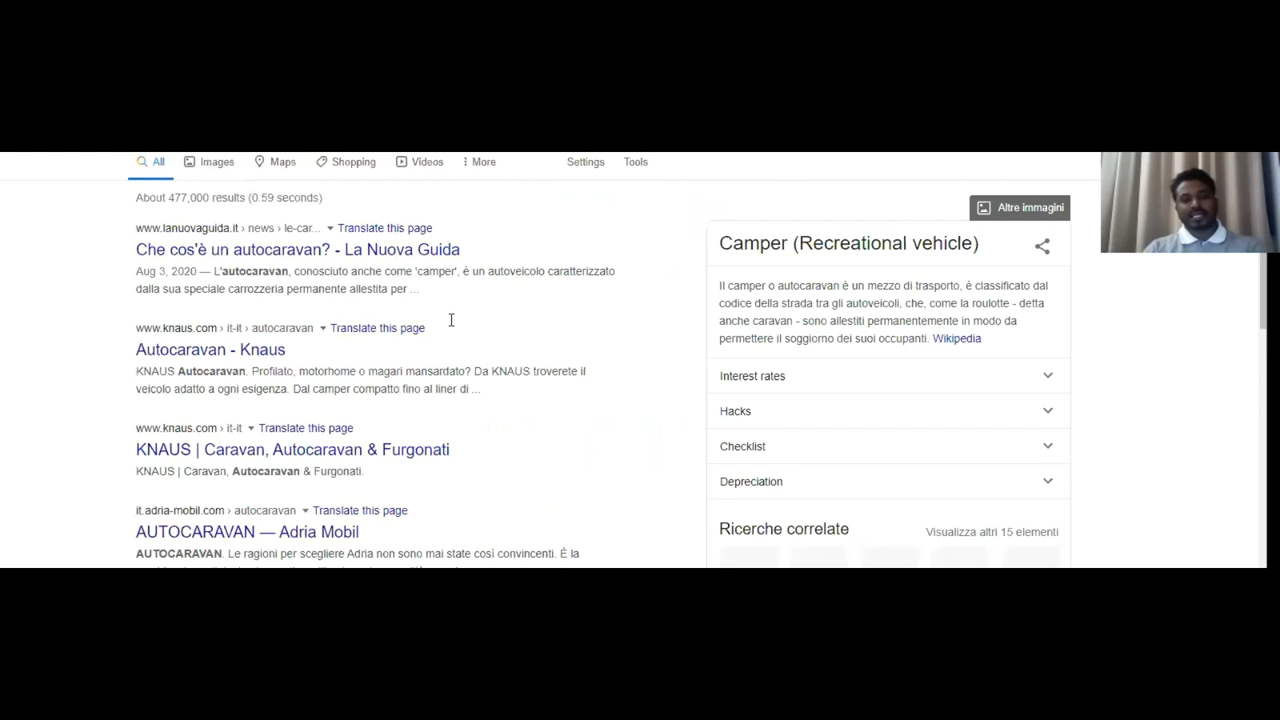 All Images Maps Shopping Videos More Settings Tools
About 477,000 results (0.59 seconds)
www.lanuovaguida.it › news › le-car... Translate this page
Che cos'è un autocaravan? - La Nuova Guida
Aug 3, 2020 — L'autocaravan, conosciuto anche come 'camper', è un autoveicolo caratterizzato
dalla sua speciale carrozzeria permanente allestita per ...
www.knaus.com › it-it › autocaravan Translate this page
Autocaravan - Knaus
KNAUS Autocaravan. Profilato, motorhome o magari mansardato? Da KNAUS troverete il
veicolo adatto a ogni esigenza. Dal camper compatto fino al liner di ...
www.knaus.com › it-it Translate this page
KNAUS | Caravan, Autocaravan & Furgonati
KNAUS | Caravan, Autocaravan & Furgonati.
it.adria-mobil.com › autocaravan Translate this page
AUTOCARAVAN — Adria Mobil
AUTOCARAVAN. Le ragioni per scegliere Adria non sono mai state così convincenti. È la
Altre immagini
Camper (Recreational vehicle)
Il camper o autocaravan è un mezzo di trasporto, è classificato dal
codice della strada tra gli autoveicoli, che, come la roulotte - detta
anche caravan - sono allestiti permanentemente in modo da
permettere il soggiorno dei suoi occupanti. Wikipedia
Interest rates
Hacks
Checklist
Depreciation
Ricerche correlate Visualizza altri 15 elementi